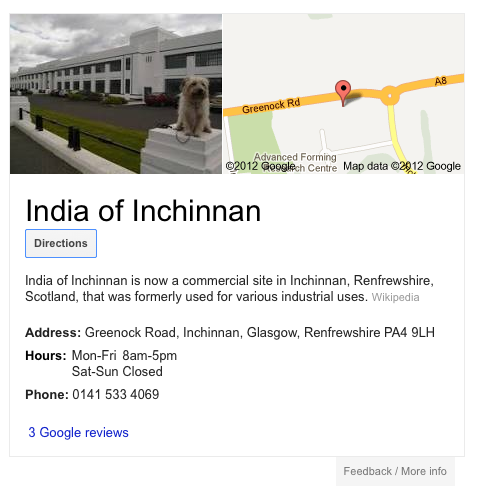 Greenock Rd
A8
Advanced Forming
Research Centre
©2012 Google
Map data ©2012 Google
India of Inchinnan
Directions
India of Inchinnan is now a commercial site in Inchinnan, Renfrewshire,
Scotland, that was formerly used for various industrial uses. Wikipedia
Address: Greenock Road, Inchinnan, Glasgow, Renfrewshire PA4 9LH
Hours: Mon-Fri 8am-5pm
Sat-Sun Closed
Phone: 0141 533 4069
3 Google reviews
Feedback / More info